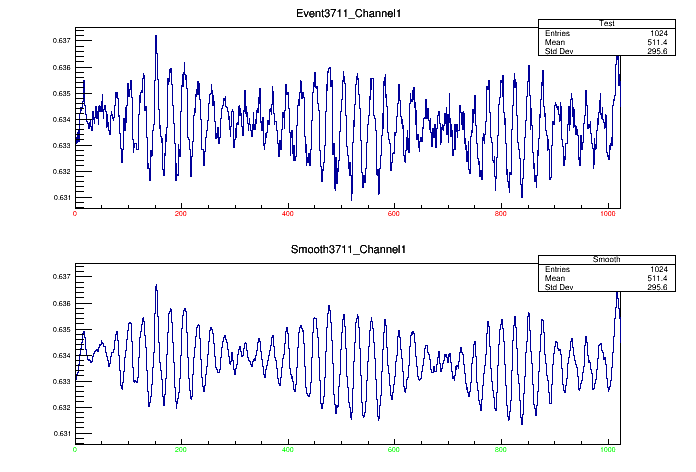 Event3711_Channel1
Test
Entries 1024
Mean 511.4
Std Dev 295.6
0.637
0.636
0.635
0.634
0.633
0.632
0.631
0 200 400 600 800 1000
Smooth3711_Channel1
Smooth
Entries 1024
Mean 511.4
Std Dev 295.6
0.637
0.636
0.635
0.634
0.633
0.632
0.631
0 200 400 600 800 1000